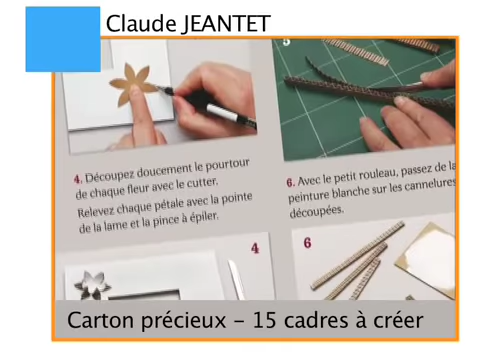 Claude JEANTET
5
4. Découpez doucement le pourtour
de chaque fleur avec le cutter.
Relevez chaque pétale avec la pointe
de la lame et la pince à épiler.
6. Avec le petit rouleau, passez de la
peinture blanche sur les cannelures
découpées.
4
6
Carton précieux – 15 cadres à créer